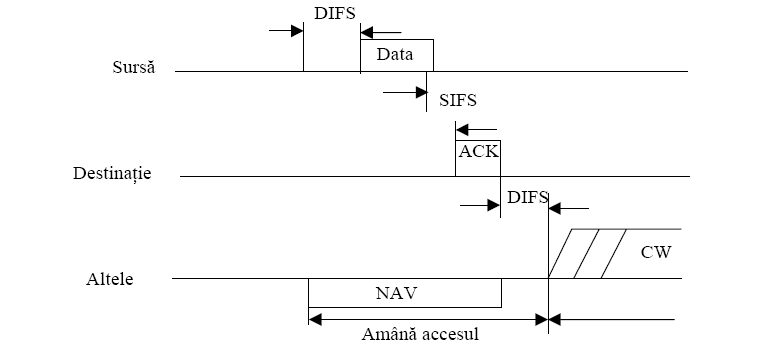 DIFS
Data
Sursă
SIFS
ACK
Destinație
DIFS
CW
Altele
NAV
Amână accesul